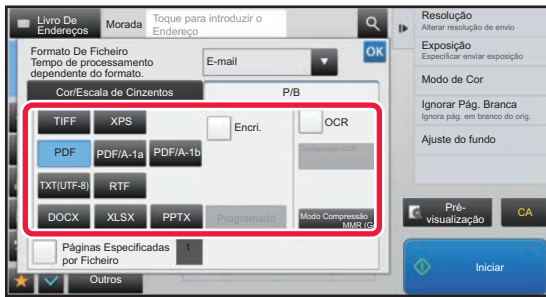 Livro De
Endereços
Morada
Toque para introduzir o
Endereço
Formato De Ficheiro
Tempo de processamento
dependente do formato.
E-mail
OK
Cor/Escala de Cinzentos
P/B
TIFF
XPS
Encri.
OCR
PDF
PDF/A-1a
PDF/A-1b
Configuração OCR
TXT(UTF-8)
RTF
DOCX
XLSX
PPTX
Programado
Modo Compressão
MMR (G
Páginas Especificadas
por Ficheiro
1
Outros
Resolução
Alterar resolução de envio
Exposição
Especificar enviar exposição
Modo de Cor
Ignorar Pág. Branca
Ignora pág. em branco do orig.
Ajuste do fundo
Pré-
visualização
CA
Iniciar